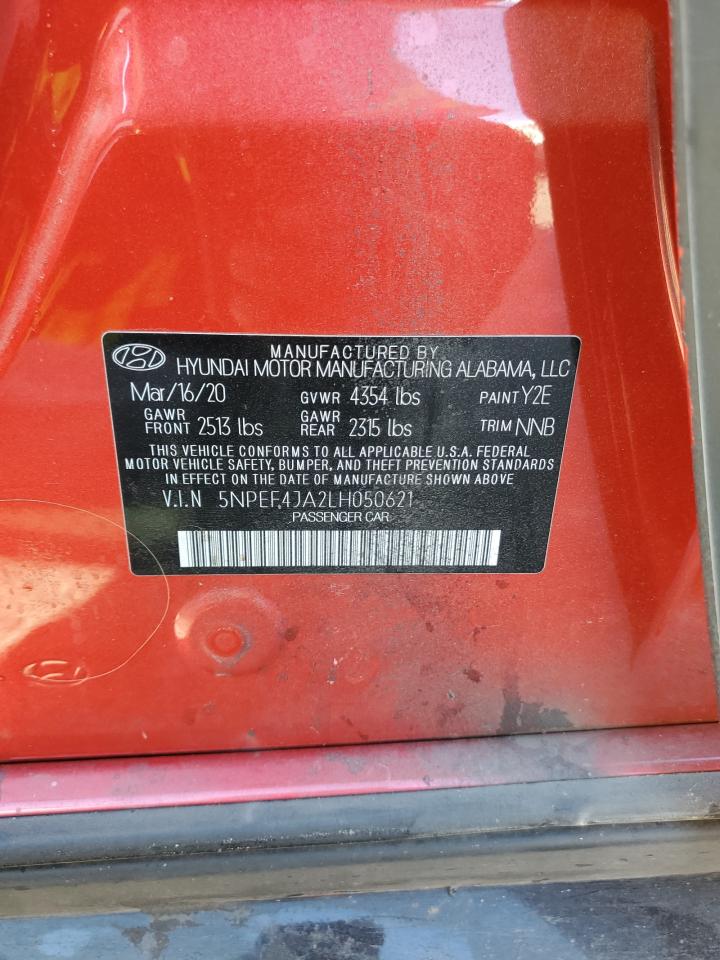 MANUFACTURED BY
HYUNDAI MOTOR MANUFACTURING ALABAMA, LLC
Mar/16/20 GVWR 4354 lbs PAINT Y2E
GAWR FRONT 2513 lbs GAWR REAR 2315 lbs TRIM NNB
THIS VEHICLE CONFORMS TO ALL APPLICABLE U.S.A. FEDERAL
MOTOR VEHICLE SAFETY, BUMPER, AND THEFT PREVENTION STANDARDS
IN EFFECT ON THE DATE OF MANUFACTURE SHOWN ABOVE
V.I.N 5NPEF4JA2LH050621
PASSENGER CAR